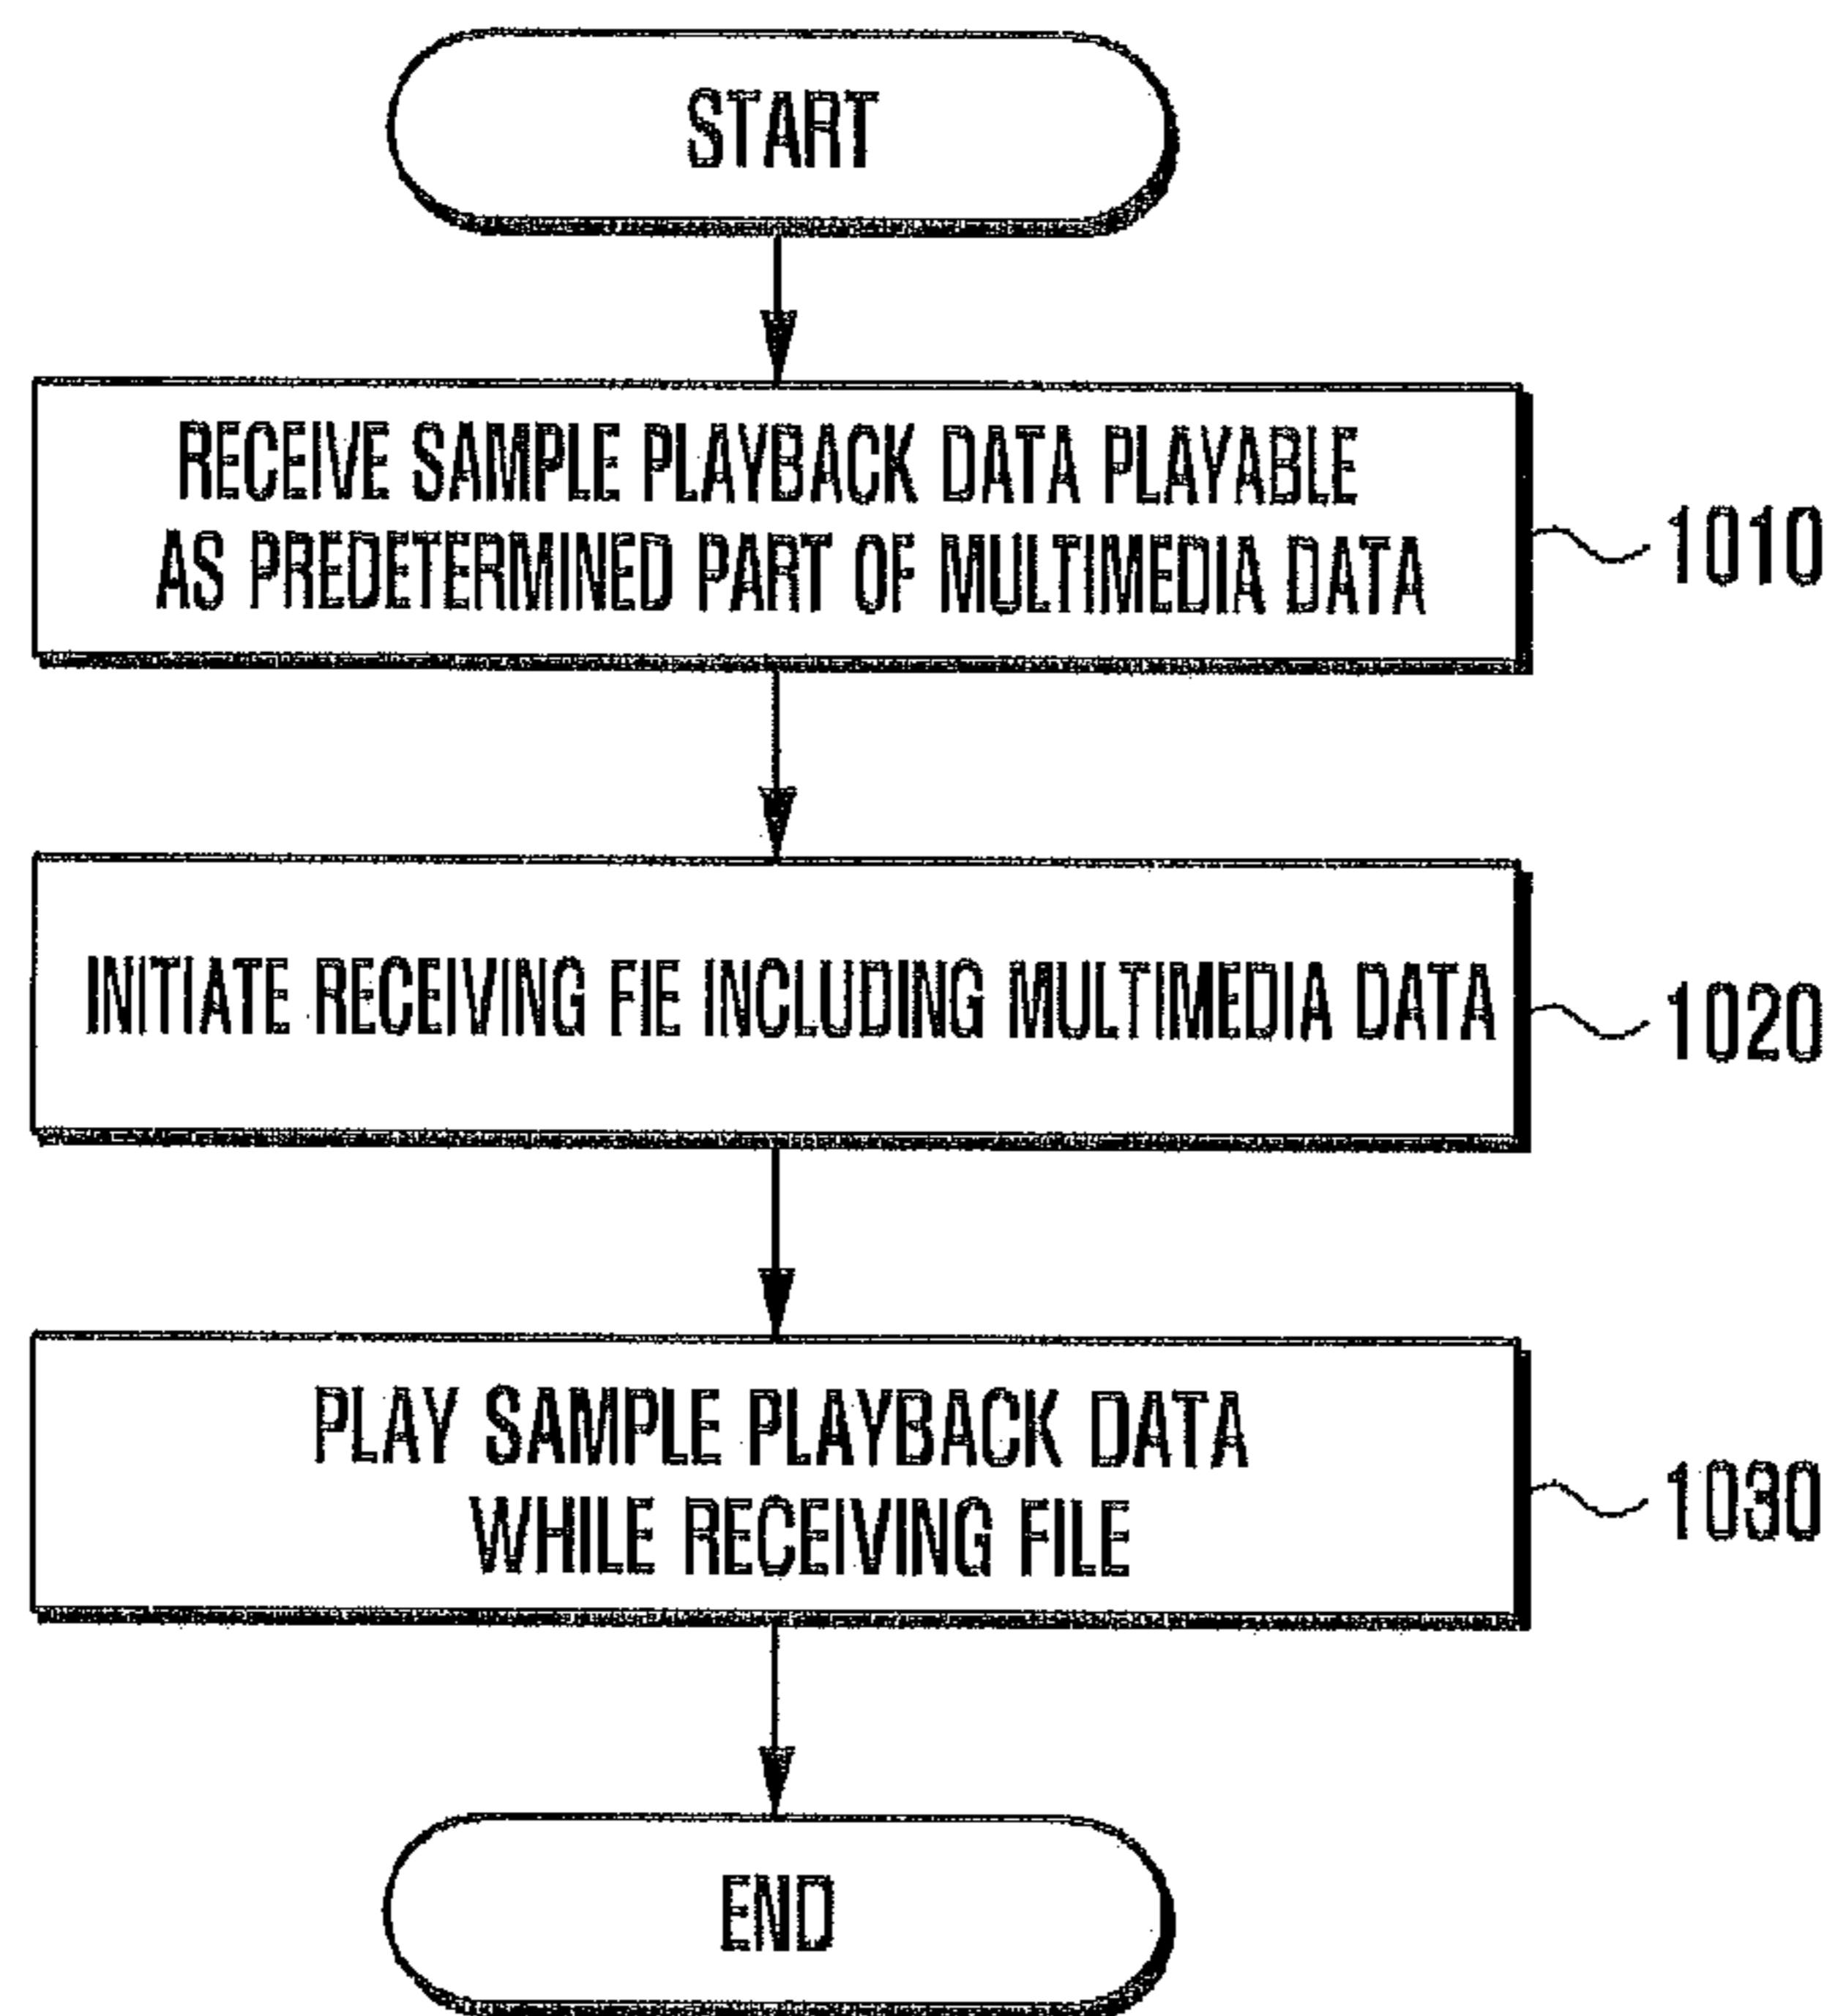 START
RECEIVE SAMPLE PLAYBACK DATA PLAYABLE
AS PREDETERMINED PART OF MULTIMEDIA DATA
1010
INITIATE RECEIVING FIE INCLUDING MULTIMEDIA DATA
1020
PLAY SAMPLE PLAYBACK DATA
WHILE RECEIVING FILE
1030
END